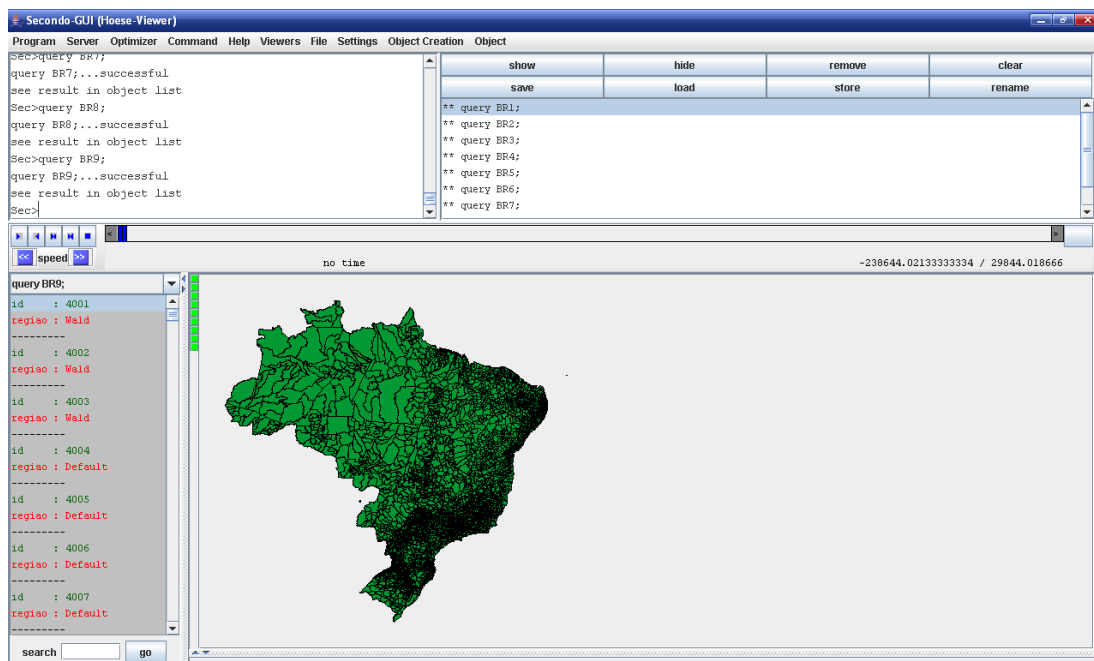 Secondo-GUI (Hoese-Viewer)
Program Server Optimizer Command Help Viewers File Settings Object Creation Object
Sec>query BR7;
query BR7;...successful
see result in object list
Sec>query BR8;
query BR8;...successful
see result in object list
Sec>query BR9;
query BR9;...successful
see result in object list
Sec>
show hide remove clear
save load store rename
** query BR1;
** query BR2;
** query BR3;
** query BR4;
** query BR5;
** query BR6;
** query BR7;
<< speed >>
no time
-238644.02133333334 / 29844.018666
query BR9;
id : 4001
regiao : Wald
---------
id : 4002
regiao : Wald
---------
id : 4003
regiao : Wald
---------
id : 4004
regiao : Default
---------
id : 4005
regiao : Default
---------
id : 4006
regiao : Default
---------
id : 4007
regiao : Default
---------
search go